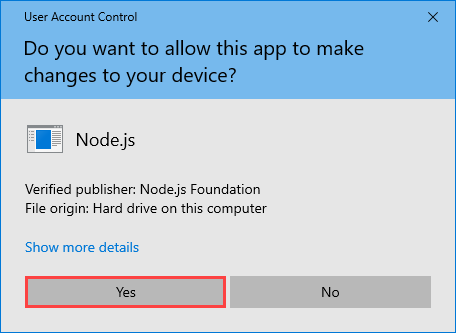 User Account Control
Do you want to allow this app to make
changes to your device?
Node.js
Verified publisher: Node.js Foundation
File origin: Hard drive on this computer
Show more details
Yes
No